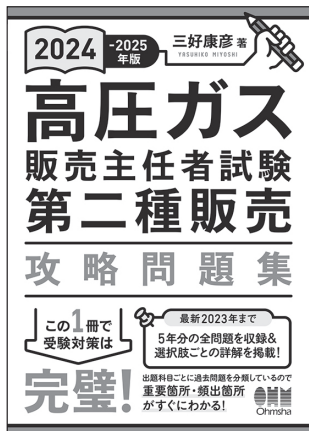 2024
-2025
年版
三好康彦 著
YASUHIKO MIYOSHI
高圧ガス
販売主任者試験
第二種販売
攻略問題集
この1冊で
受験対策は
完璧!
最新2023年まで
5年分の全問題を収録&
選択肢ごとの詳解を掲載!
出題科目ごとに過去問題を分類しているので
重要箇所・頻出箇所
がすぐにわかる!
OHM
Ohmsha